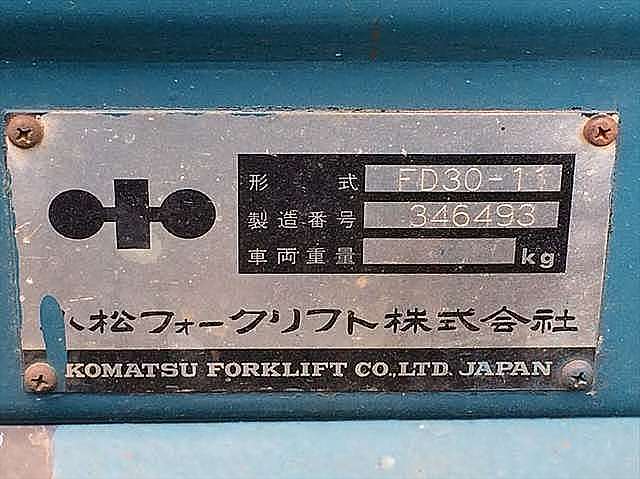 形式 FD30-11
製造番号 346493
車両重量 kg
小松フォークリフト株式会社
KOMATSU FORKLIFT CO.,LTD. JAPAN